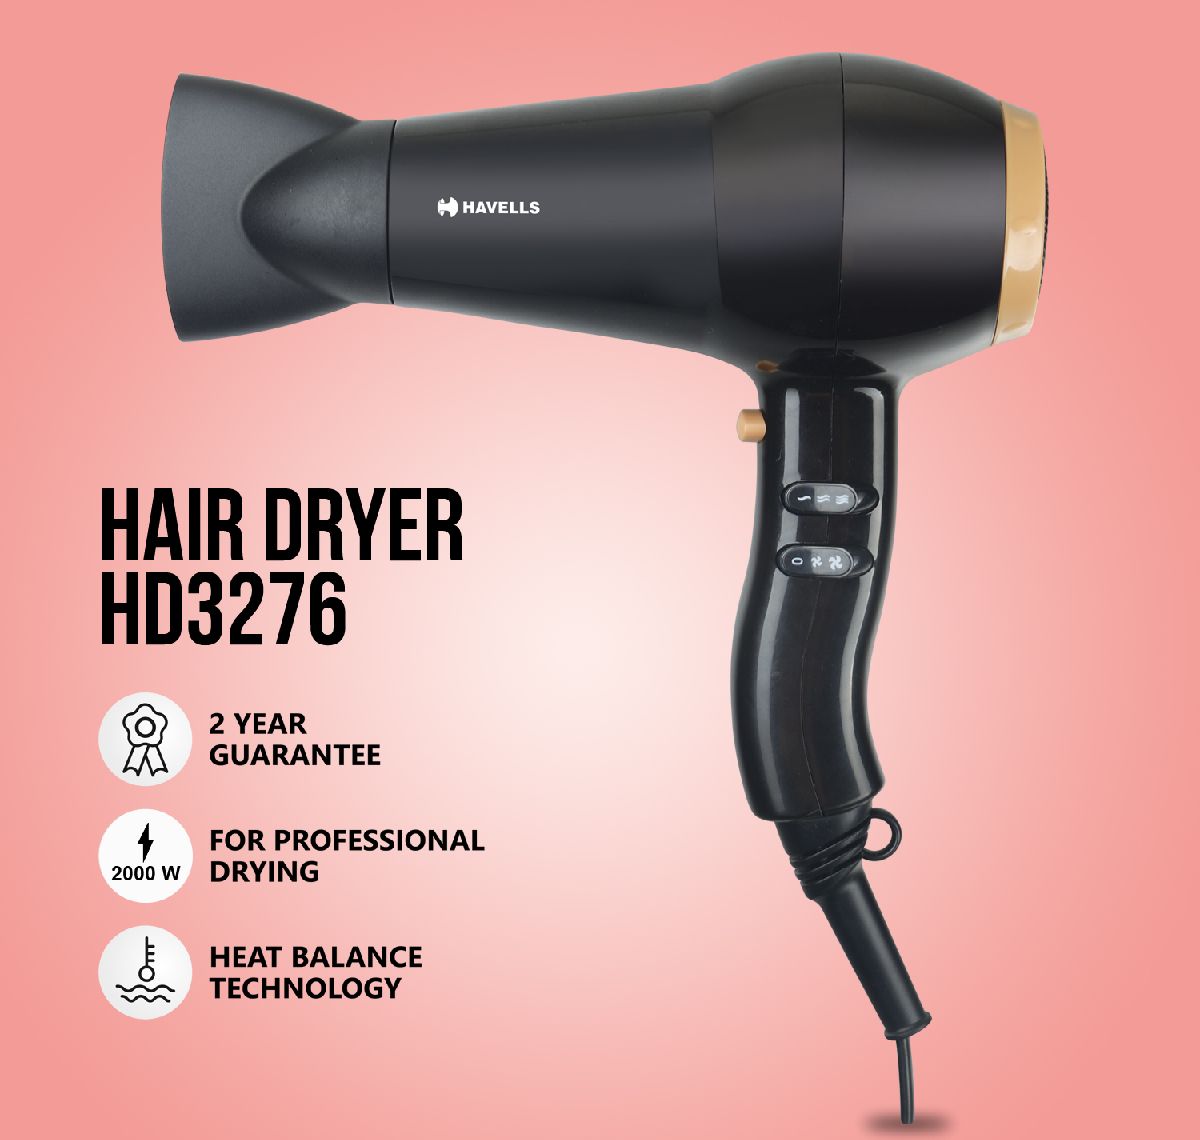 HAVELLS
HAIR DRYER
HD3276
2 YEAR
GUARANTEE
2000 W
FOR PROFESSIONAL
DRYING
HEAT BALANCE
TECHNOLOGY